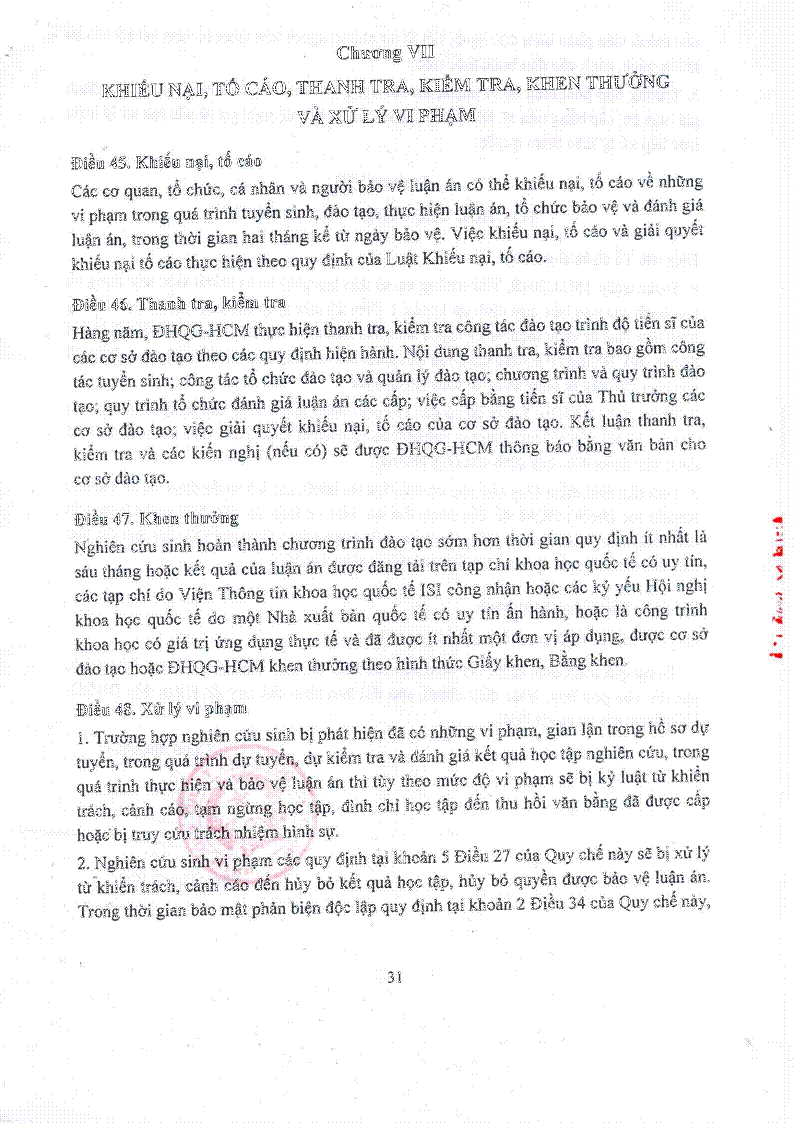 Chương VII
KHIẾU NẠI, TỐ CÁO, THANH TRA, KIỂM TRA, KHEN THƯỞNG
VÀ XỬ LÝ VI PHẠM
Điều 45. Khiếu nại, tố cáo
Các cơ quan, tổ chức, cá nhân và người bảo vệ luận án có thể khiếu nại, tố cáo về những
vi phạm trong quá trình tuyển sinh, đào tạo, thực hiện luận án, tổ chức bảo vệ và đánh giá
luận án, trong thời gian hai tháng kể từ ngày bảo vệ. Việc khiếu nại, tố cáo và giải quyết
khiếu nại tố cáo thực hiện theo quy định của Luật Khiếu nại, tố cáo.
Điều 46. Thanh tra, kiểm tra
Hàng năm, ĐHQG-HCM thực hiện thanh tra, kiểm tra công tác đào tạo trình độ tiến sĩ của
các cơ sở đào tạo theo các quy định hiện hành. Nội dung thanh tra, kiểm tra bao gồm công
tác tuyển sinh; công tác tổ chức đào tạo và quản lý đào tạo; chương trình và quy trình đào
tạo; quy trình tổ chức đánh giá luận án các cấp; việc cấp bằng tiến sĩ của Thủ trưởng các
cơ sở đào tạo; việc giải quyết khiếu nại, tố cáo của cơ sở đào tạo. Kết luận thanh tra,
kiểm tra và các kiến nghị (nếu có) sẽ được ĐHQG-HCM thông báo bằng văn bản cho
cơ sở đào tạo.
Điều 47. Khen thưởng
Nghiên cứu sinh hoàn thành chương trình đào tạo sớm hơn thời gian quy định ít nhất là
sáu tháng hoặc kết quả của luận án được đăng tải trên tạp chí khoa học quốc tế có uy tín,
các tạp chí do Viện Thông tin khoa học quốc tế ISI công nhận hoặc các kỷ yếu Hội nghị
khoa học quốc tế do một Nhà xuất bản quốc tế có uy tín ấn hành, hoặc là công trình
khoa học có giá trị ứng dụng thực tế và đã được ít nhất một đơn vị áp dụng, được cơ sở
đào tạo hoặc ĐHQG-HCM khen thưởng theo hình thức Giấy khen, Bằng khen.
Điều 48. Xử lý vi phạm
1. Trường hợp nghiên cứu sinh bị phát hiện đã có những vi phạm, gian lận trong hồ sơ dự
tuyển, trong quá trình dự tuyển, dự kiểm tra và đánh giá kết quả học tập nghiên cứu, trong
quá trình thực hiện và bảo vệ luận án thì tùy theo mức độ vi phạm sẽ bị kỷ luật từ khiển
trách, cảnh cáo, tạm ngừng học tập, đình chỉ học tập đến thu hồi văn bằng đã được cấp
hoặc bị truy cứu trách nhiệm hình sự.
2. Nghiên cứu sinh vi phạm các quy định tại khoản 5 Điều 27 của Quy chế này sẽ bị xử lý
từ khiển trách, cảnh cáo đến hủy bỏ kết quả học tập, hủy bỏ quyền được bảo vệ luận án.
Trong thời gian bảo mật phản biện độc lập quy định tại khoản 2 Điều 34 của Quy chế này,
31